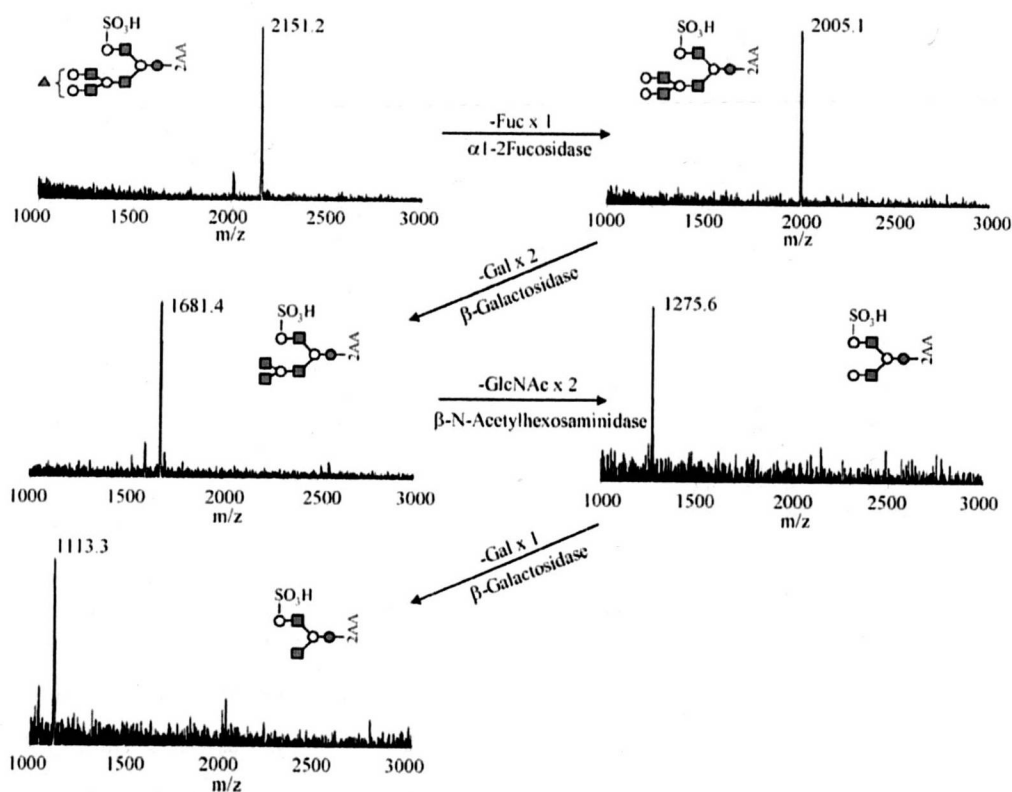 SO3H
2151.2
2AA
1000 1500 2000 2500 3000
m/z
-Fuc x 1
α1-2Fucosidase
SO3H
2005.1
2AA
1000 1500 2000 2500 3000
m/z
-Gal x 2
β-Galactosidase
1681.4
SO3H
2AA
1000 1500 2000 2500 3000
m/z
-GlcNAc x 2
β-N-Acetylhexosaminidase
1275.6
SO3H
2AA
1000 1500 2000 2500 3000
m/z
-Gal x 1
β-Galactosidase
1113.3
SO3H
2AA
1000 1500 2000 2500 3000
m/z